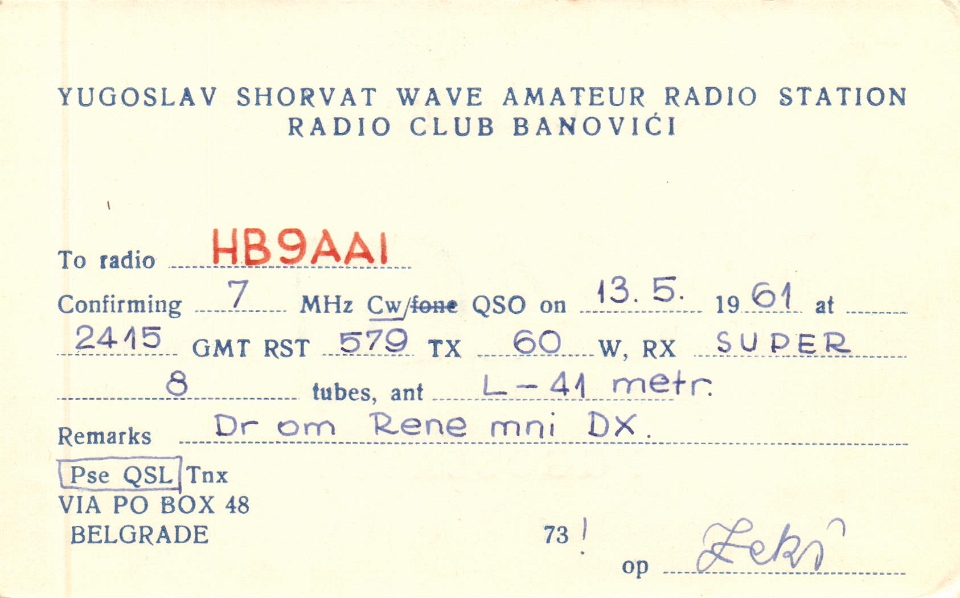 YUGOSLAV SHORVAT WAVE AMATEUR RADIO STATION
RADIO CLUB BANOVIĆI
To radio HB9AAI
Confirming 7 MHz Cw/fone QSO on 13.5. 1961 at
2415 GMT RST 579 TX 60 W, RX SUPER
8 tubes, ant L-41 metr.
Remarks Dr om Rene mni DX.
Pse QSL Tnx
VIA PO BOX 48
BELGRADE 73!
op Zeki